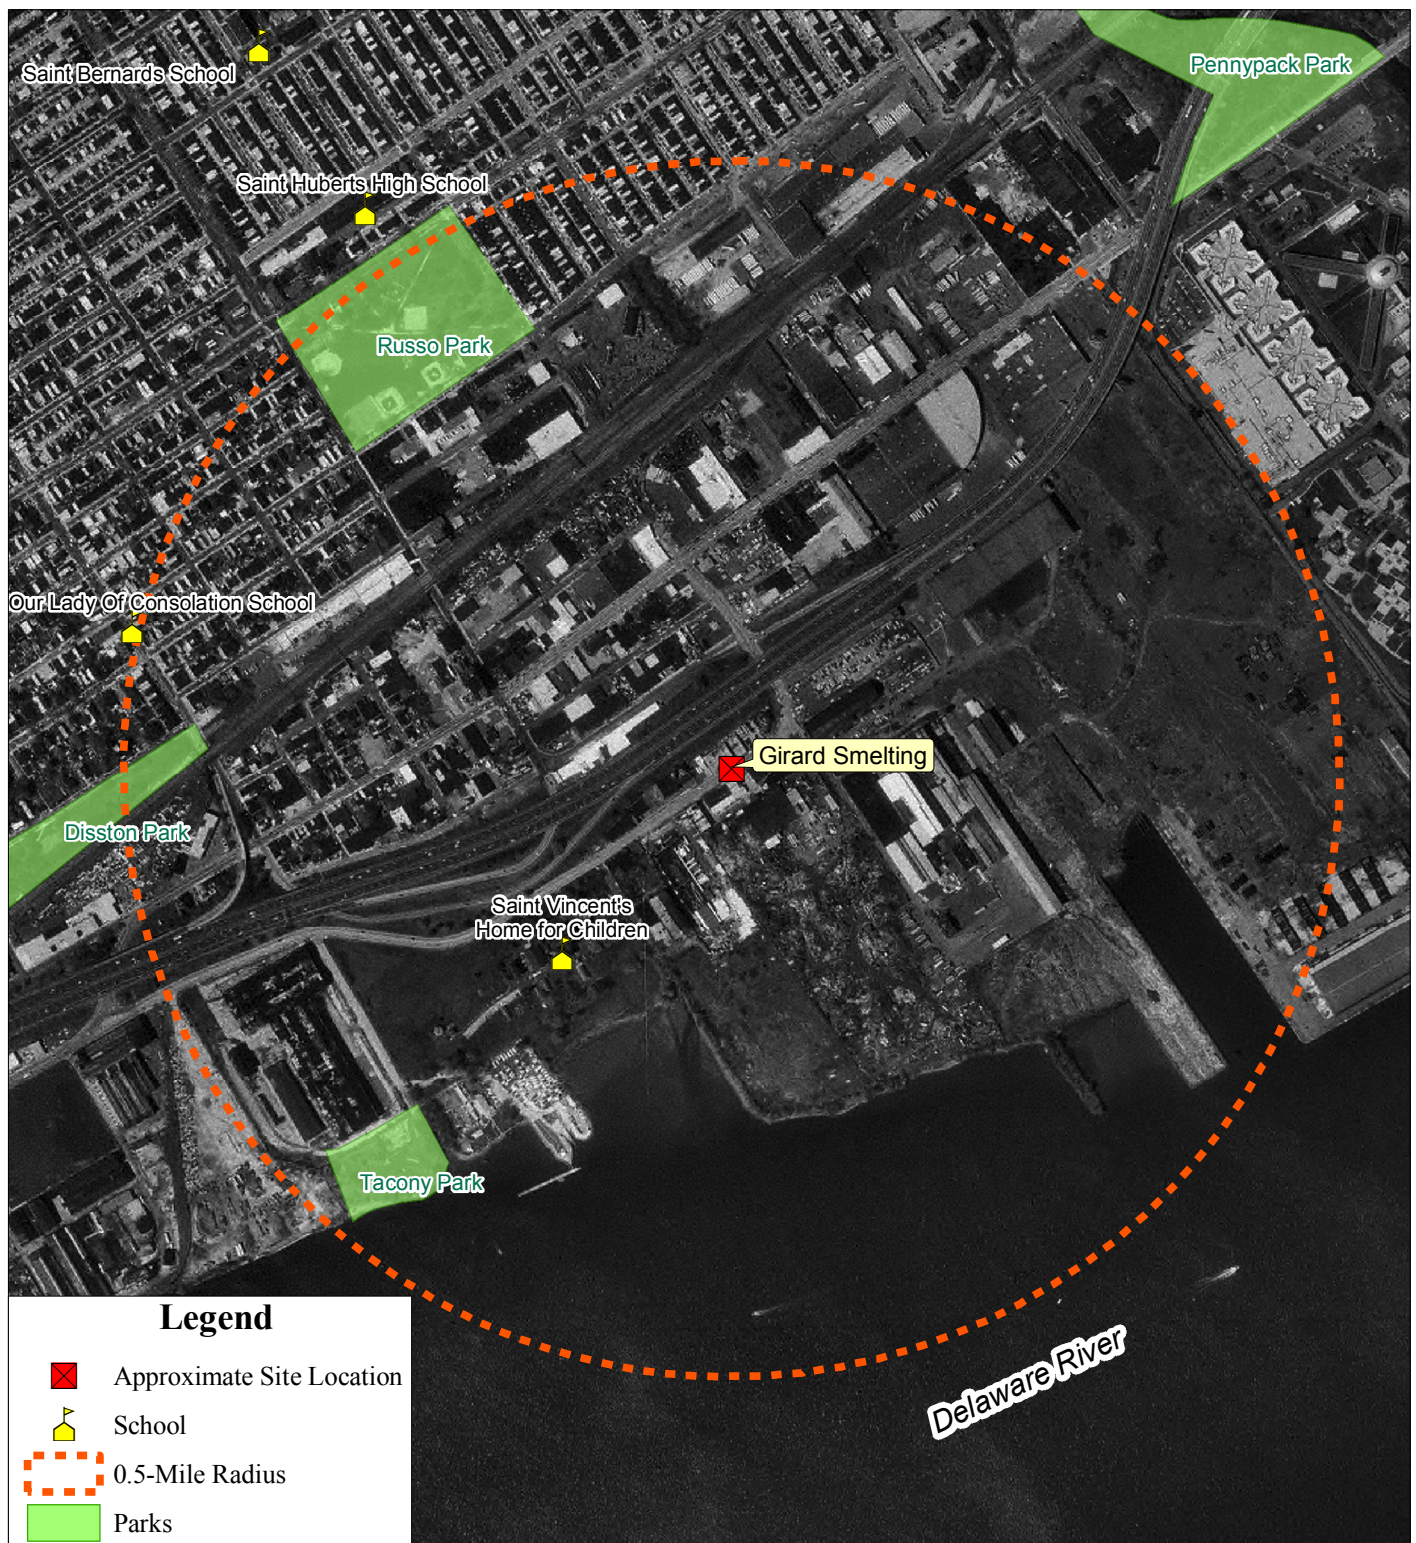 Saint Bernards School
Pennypack Park
Saint Huberts High School
Russo Park
Our Lady Of Consolation School
Girard Smelting
Disston Park
Saint Vincent's
Home for Children
Tacony Park
Delaware River
Legend
Approximate Site Location
School
0.5-Mile Radius
Parks